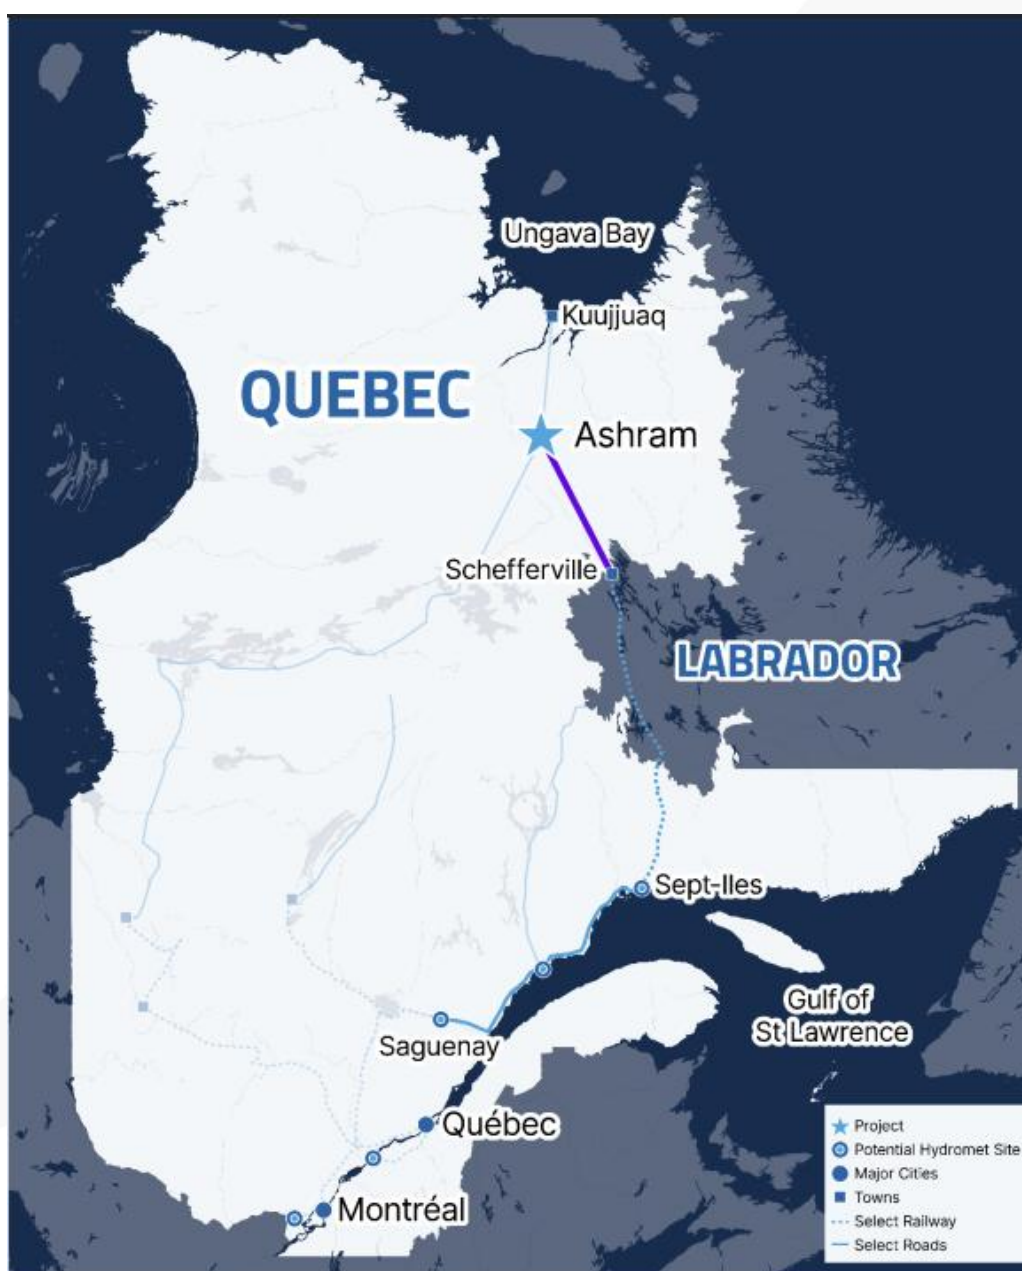 Ungava Bay
Kuujjuaq
QUEBEC
Ashram
Schefferville
LABRADOR
Sept-Iles
Gulf of
St Lawrence
Saguenay
Québec
Montréal
Project
Potential Hydromet Site
Major Cities
Towns
Select Railway
Select Roads